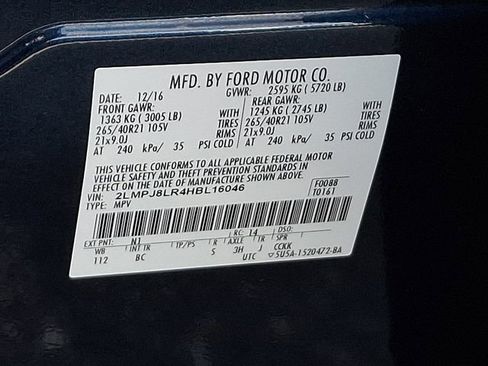 MFD. BY FORD MOTOR CO.
DATE: 12/16 GVWR: 2595 KG ( 5720 LB)
FRONT GAWR: REAR GAWR:
1363 KG ( 3005 LB) WITH 1245 KG ( 2745 LB) WITH
265/40R21 105V TIRES 265/40R21 105V TIRES
21x9.0J RIMS 21x9.0J RIMS
AT 240 kPa/ 35 PSI COLD AT 240 kPa/ 35 PSI COLD
THIS VEHICLE CONFORMS TO ALL APPLICABLE FEDERAL MOTOR
VEHICLE SAFETY AND THEFT PREVENTION STANDARDS IN
EFFECT ON THE DATE OF MANUFACTURE SHOWN ABOVE.
VIN: 2LMPJ8LR4HBL16046 F0088
TYPE: MPV T0161
EXT PNT: N1 RC: 14 DSO:
WB INT TR TP/PS R AXLE TR SPR
112 BC S 3H J CCKK
UTC 5U5A-1520472-BA